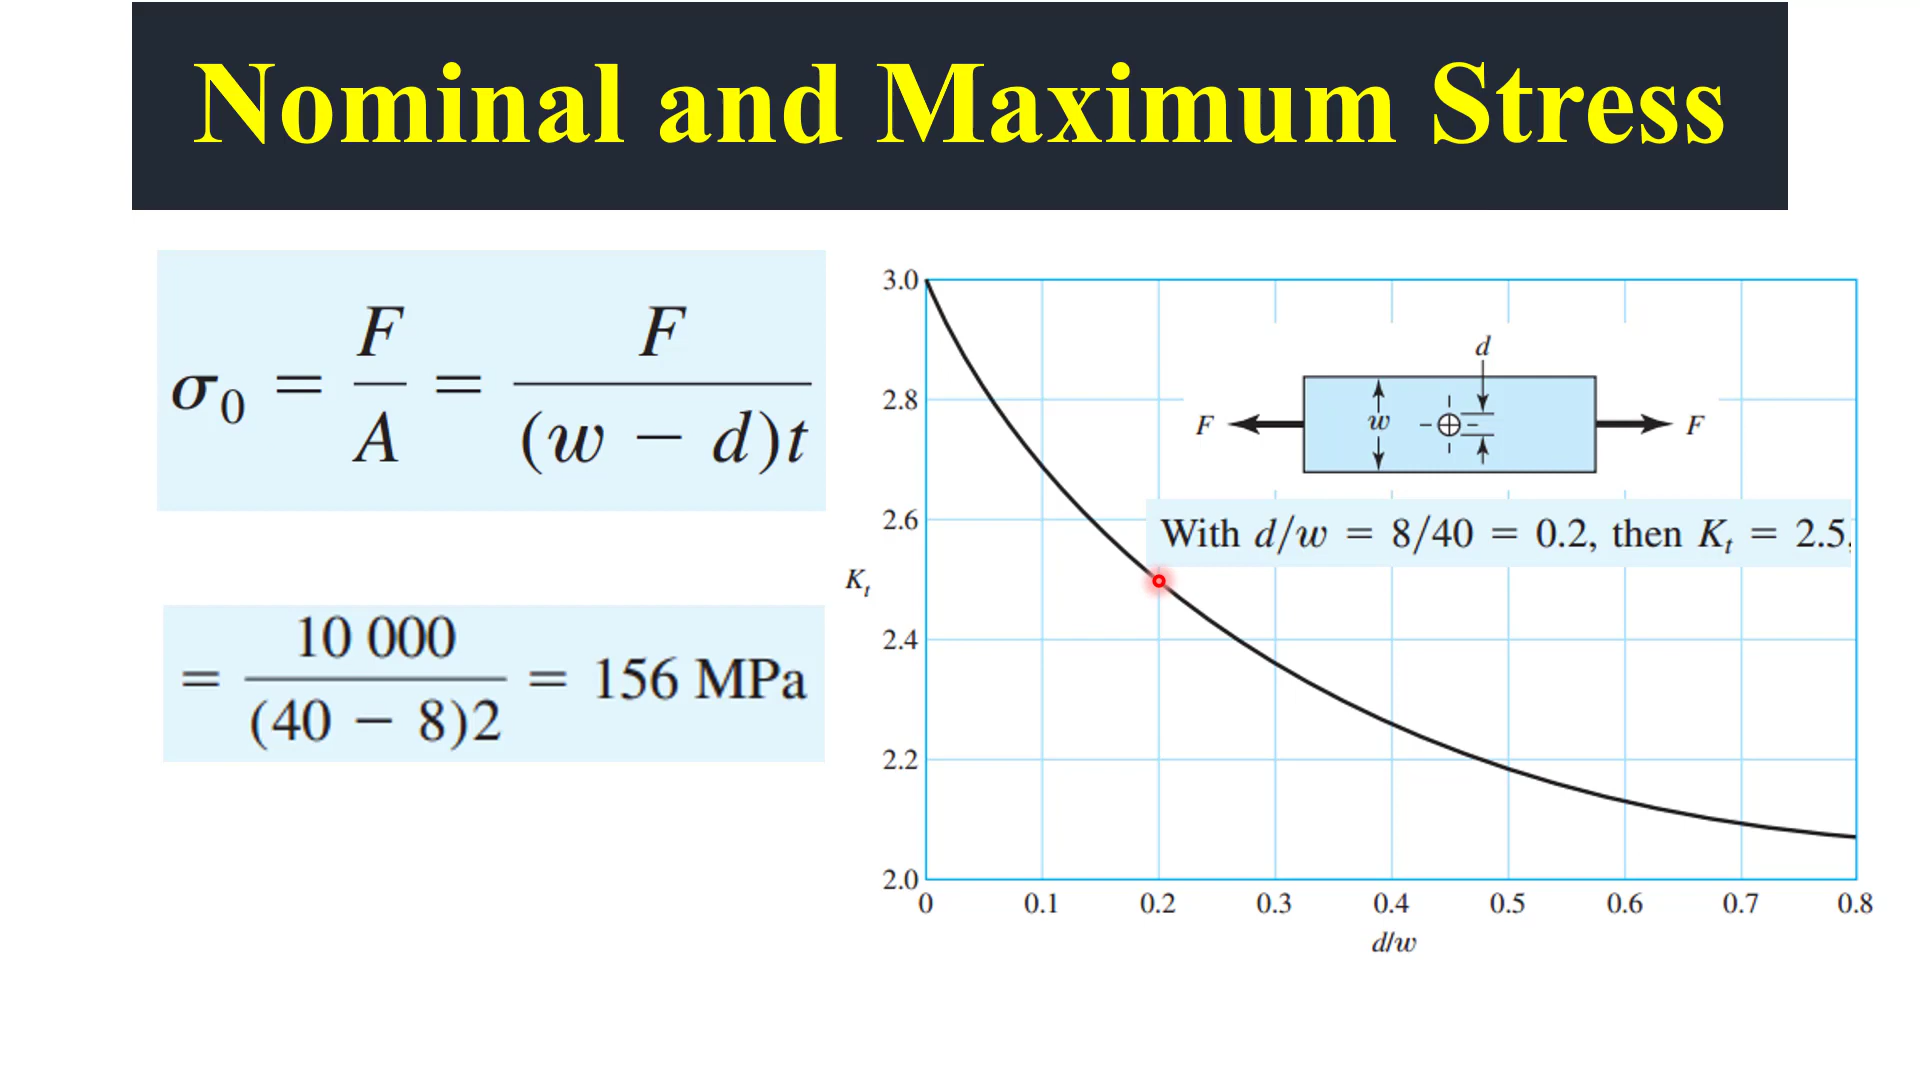 Nominal and Maximum Stress
σ0 = F/A = F/((w − d)t)
= 10 000/((40 − 8)2) = 156 MPa
3.0
2.8
2.6
2.4
2.2
2.0
Kt
d
w
F
F
With d/w = 8/40 = 0.2, then Kt = 2.5,
0 0.1 0.2 0.3 0.4 0.5 0.6 0.7 0.8
d/w